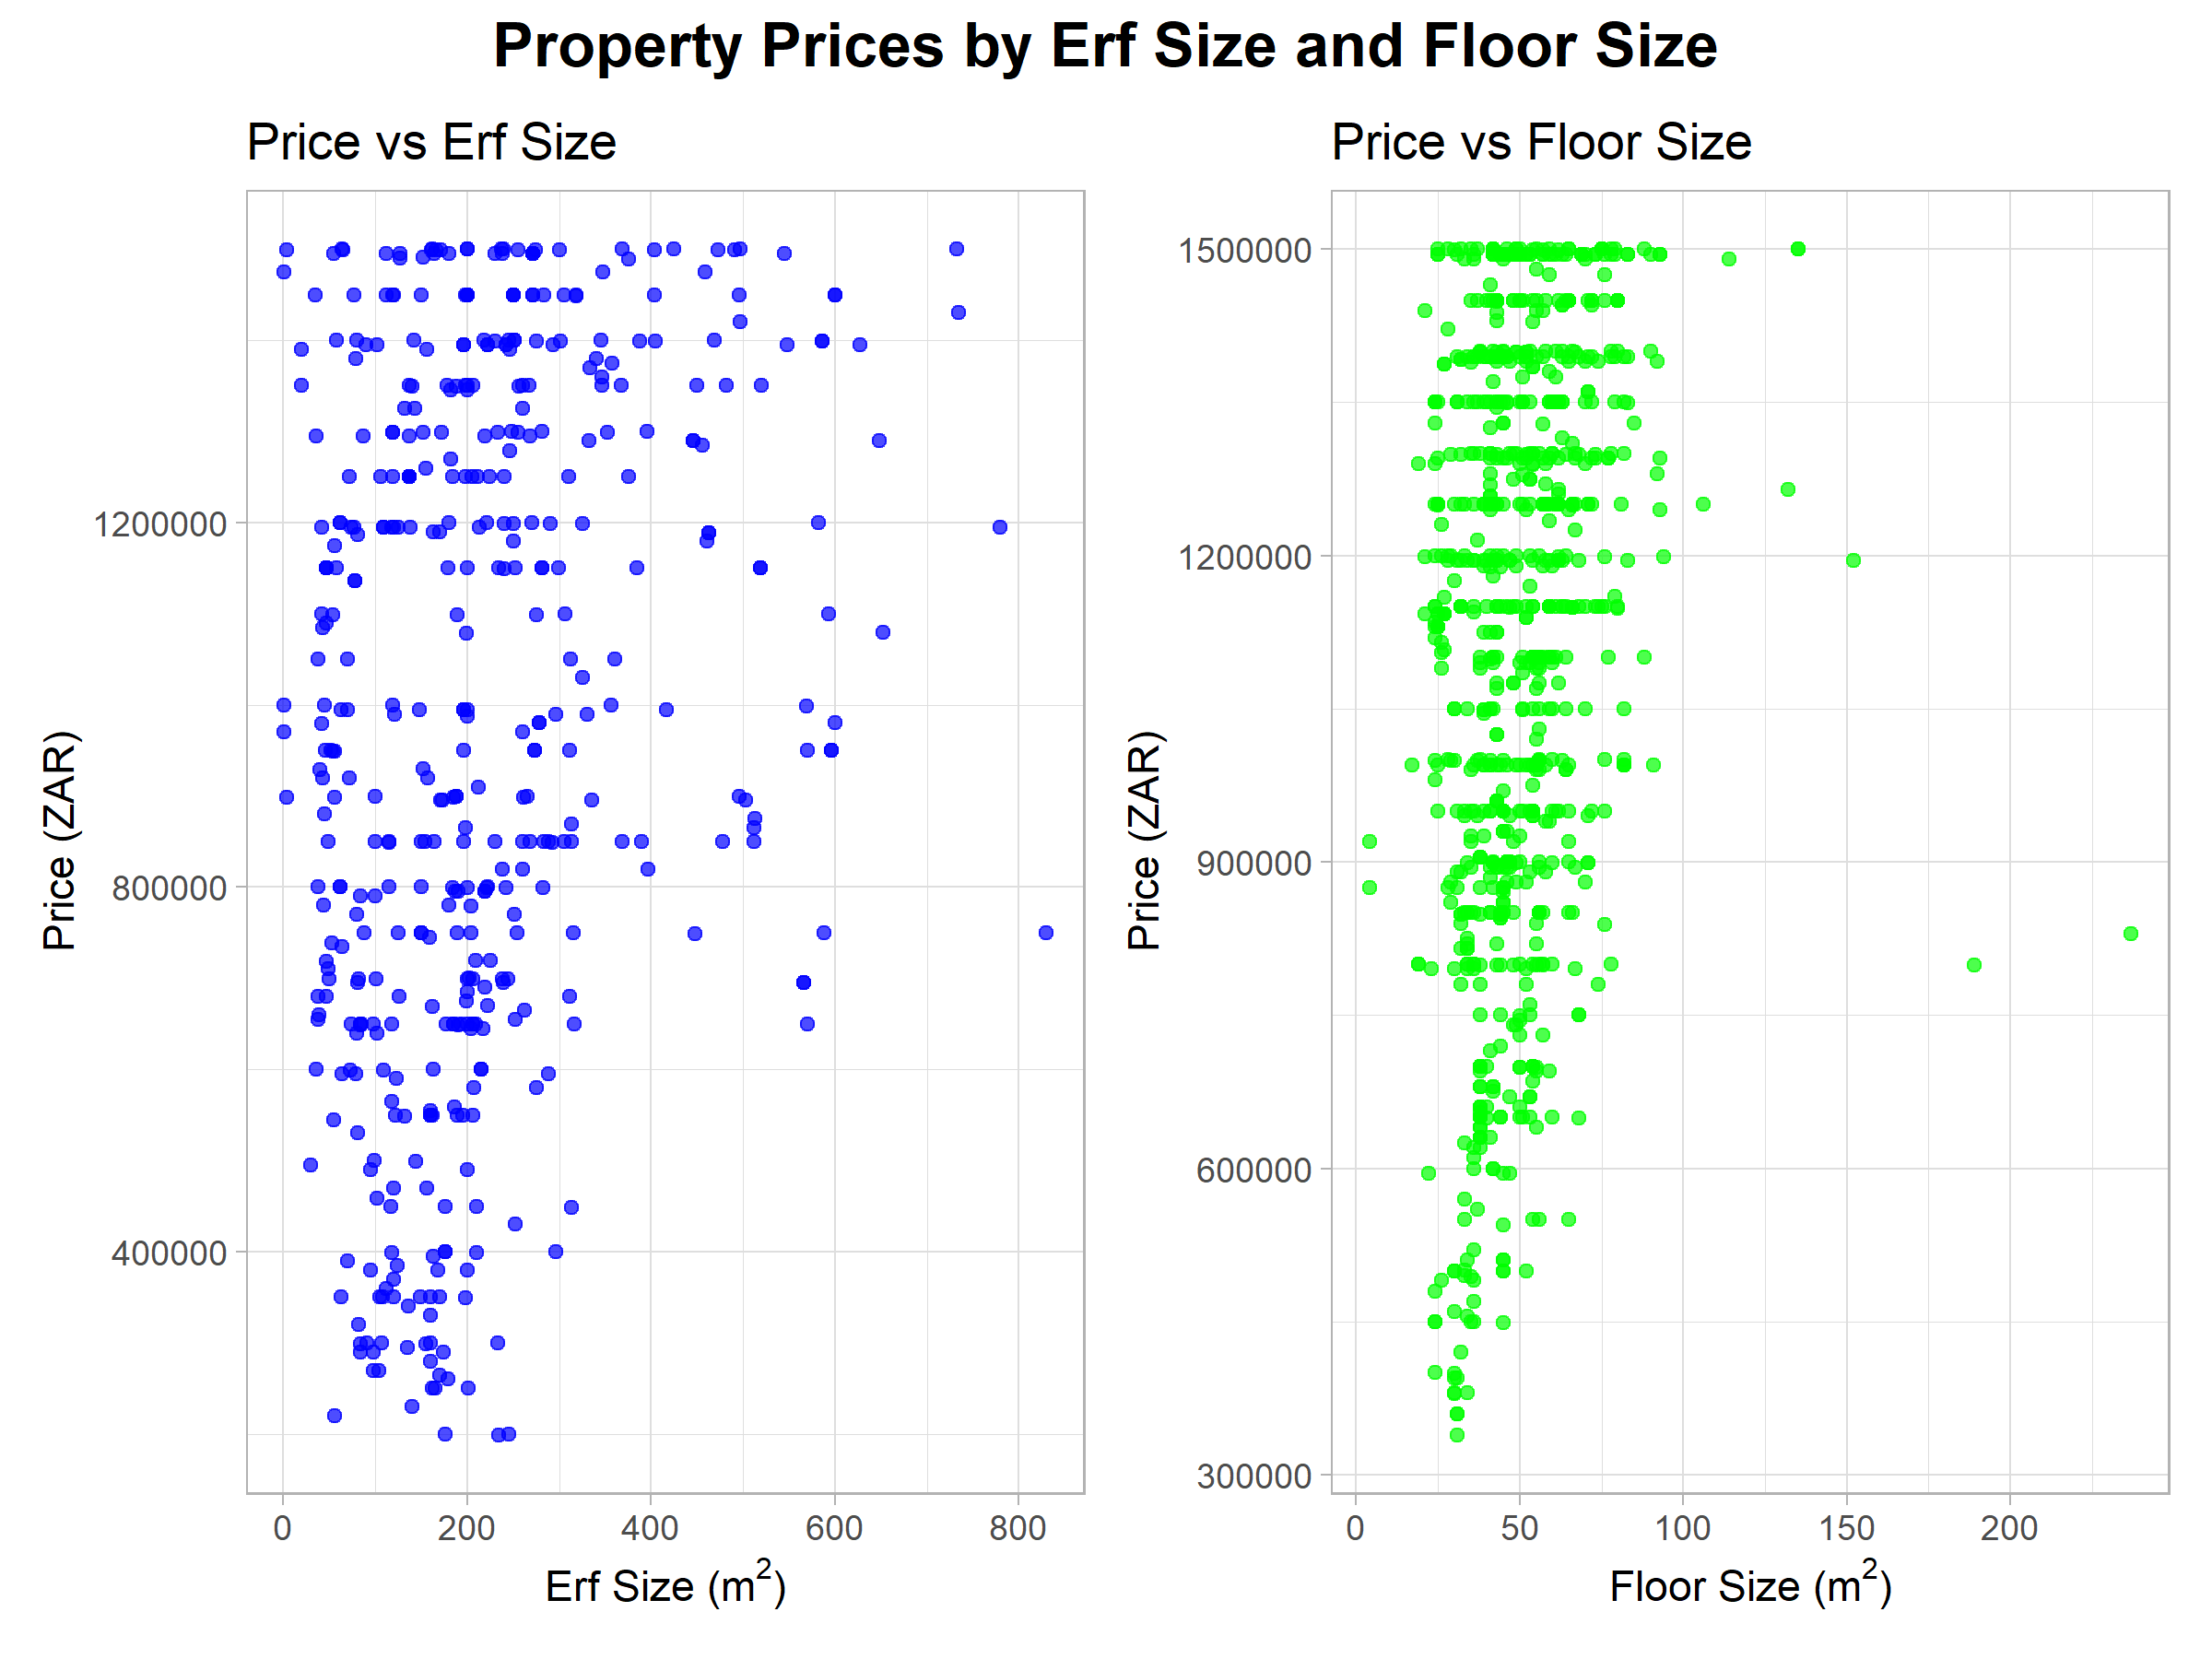 Property Prices by Erf Size and Floor Size
Price vs Erf Size
Price (ZAR)
1200000
800000
400000
0 200 400 600 800
Erf Size (m²)
Price vs Floor Size
Price (ZAR)
1500000
1200000
900000
600000
300000
0 50 100 150 200
Floor Size (m²)